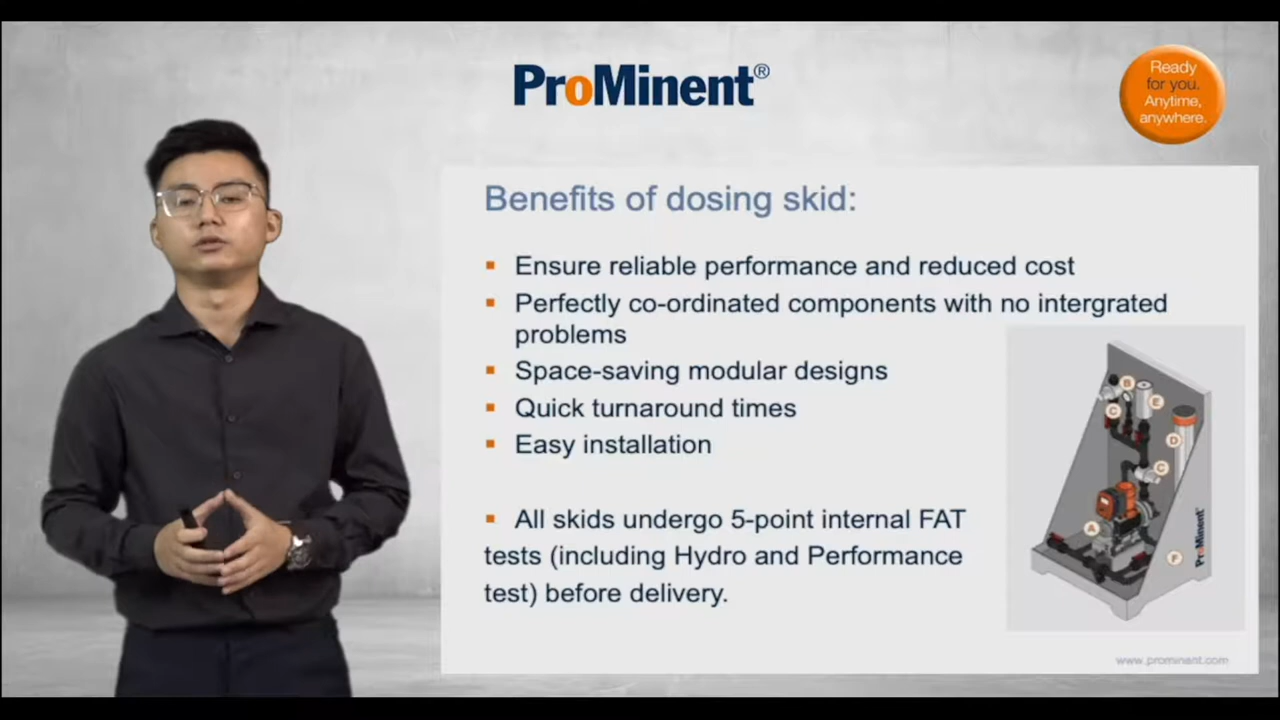 ProMinent®
Ready
for you.
Anytime,
anywhere.
Benefits of dosing skid:
▪ Ensure reliable performance and reduced cost
▪ Perfectly co-ordinated components with no intergrated
problems
▪ Space-saving modular designs
▪ Quick turnaround times
▪ Easy installation
▪ All skids undergo 5-point internal FAT
tests (including Hydro and Performance
test) before delivery.
B
E
C
D
C
A
F
ProMinent®
www.prominent.com